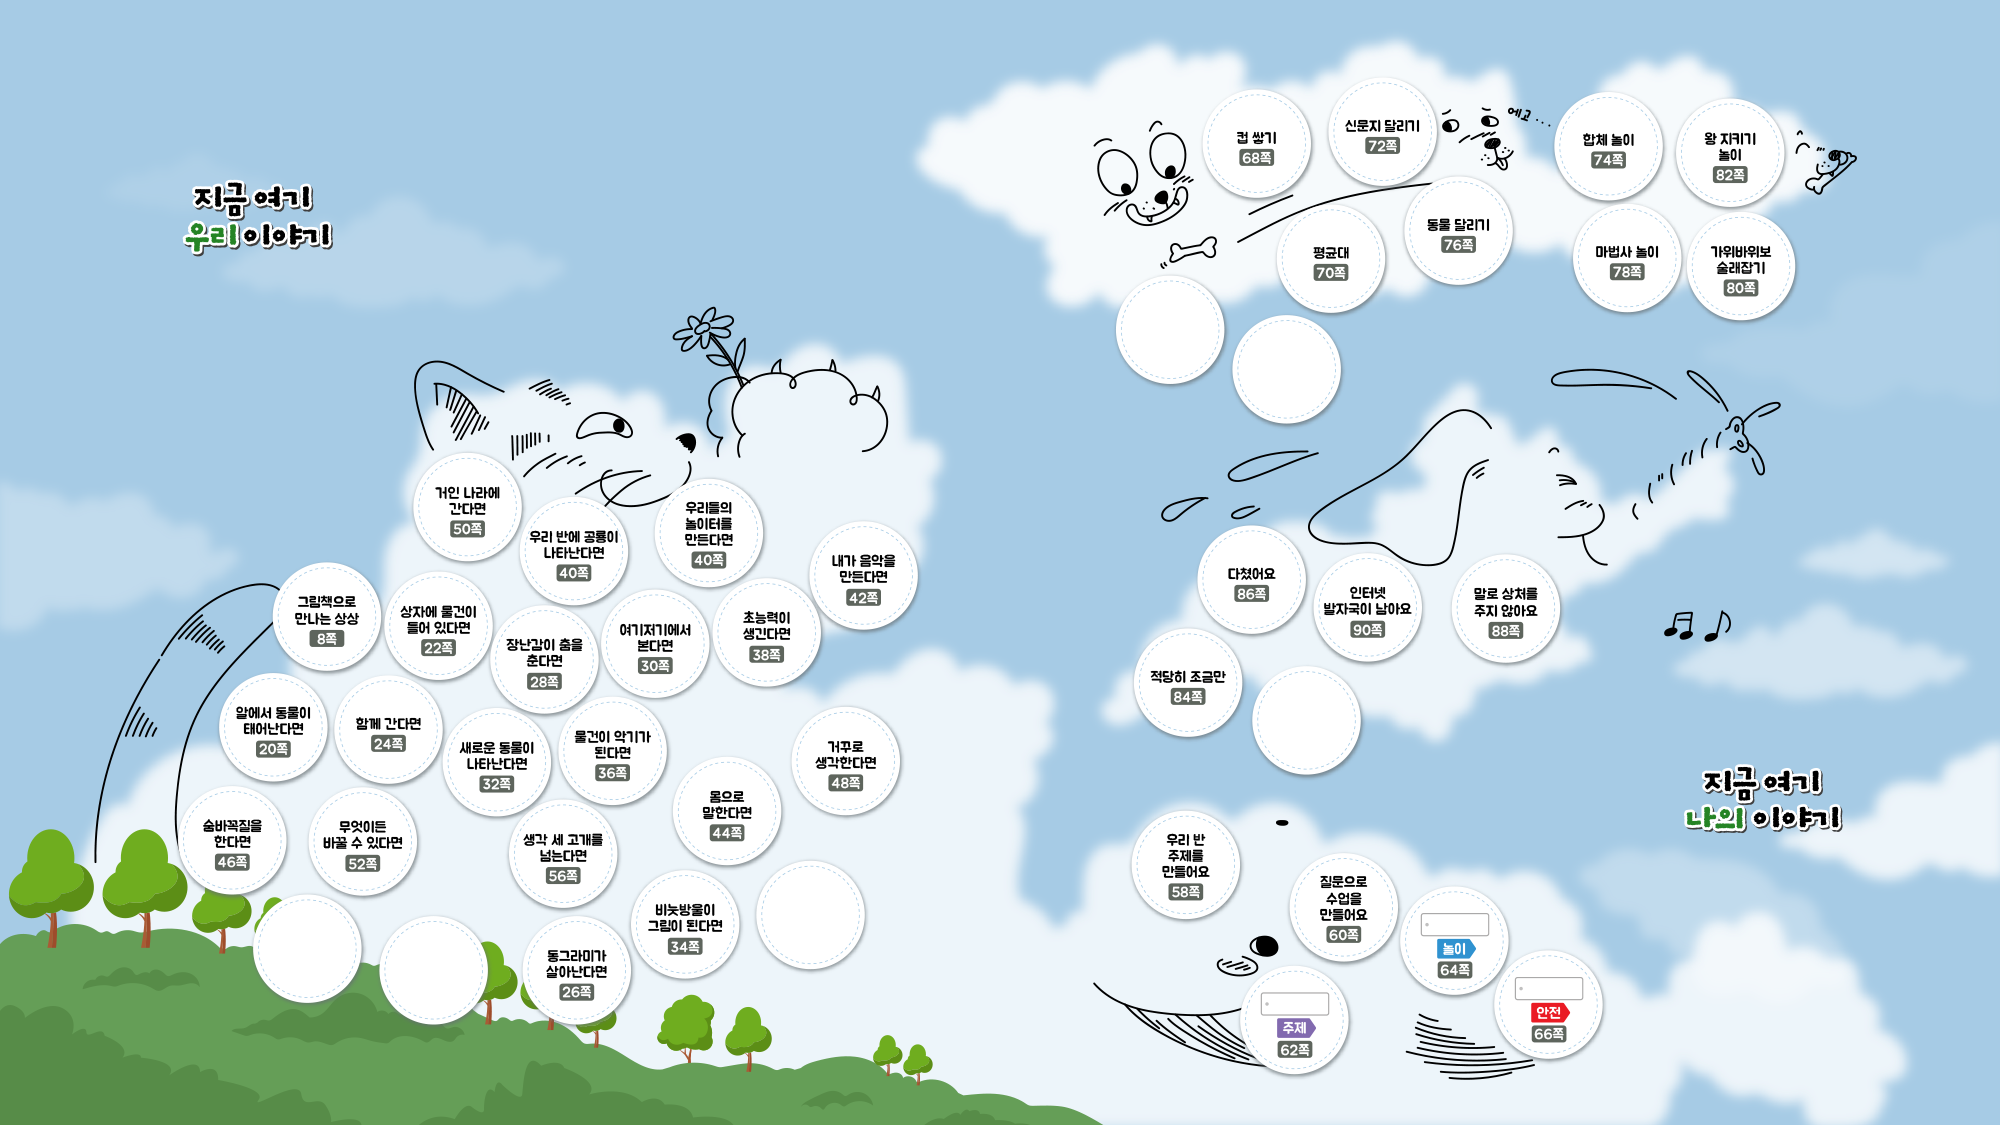 지금 여기
우리 이야기
거인 나라에
간다면
50쪽
우리 반에 공룡이
나타난다면
40쪽
우리들의
놀이터를
만든다면
40쪽
내가 음악을
만든다면
42쪽
그림책으로
만나는 상상
8쪽
상자에 물건이
들어 있다면
22쪽
장난감이 춤을
춘다면
28쪽
여기저기에서
본다면
30쪽
초능력이
생긴다면
38쪽
알에서 동물이
태어난다면
20쪽
함께 간다면
24쪽
새로운 동물이
나타난다면
32쪽
물건이 악기가
된다면
36쪽
거꾸로
생각한다면
48쪽
몸으로
말한다면
44쪽
숨바꼭질을
한다면
46쪽
무엇이든
바꿀 수 있다면
52쪽
생각 세 고개를
넘는다면
56쪽
비눗방울이
그림이 된다면
34쪽
동그라미가
살아난다면
26쪽
컵 쌓기
68쪽
신문지 달리기
72쪽
에고...
합체 놀이
74쪽
왕 지키기
놀이
82쪽
평균대
70쪽
동물 달리기
76쪽
마법사 놀이
78쪽
가위바위보
술래잡기
80쪽
다쳤어요
86쪽
인터넷
발자국이 남아요
90쪽
말로 상처를
주지 않아요
88쪽
적당히 조금만
84쪽
지금 여기
나의 이야기
우리 반
주제를
만들어요
58쪽
질문으로
수업을
만들어요
60쪽
놀이
64쪽
안전
66쪽
주제
62쪽